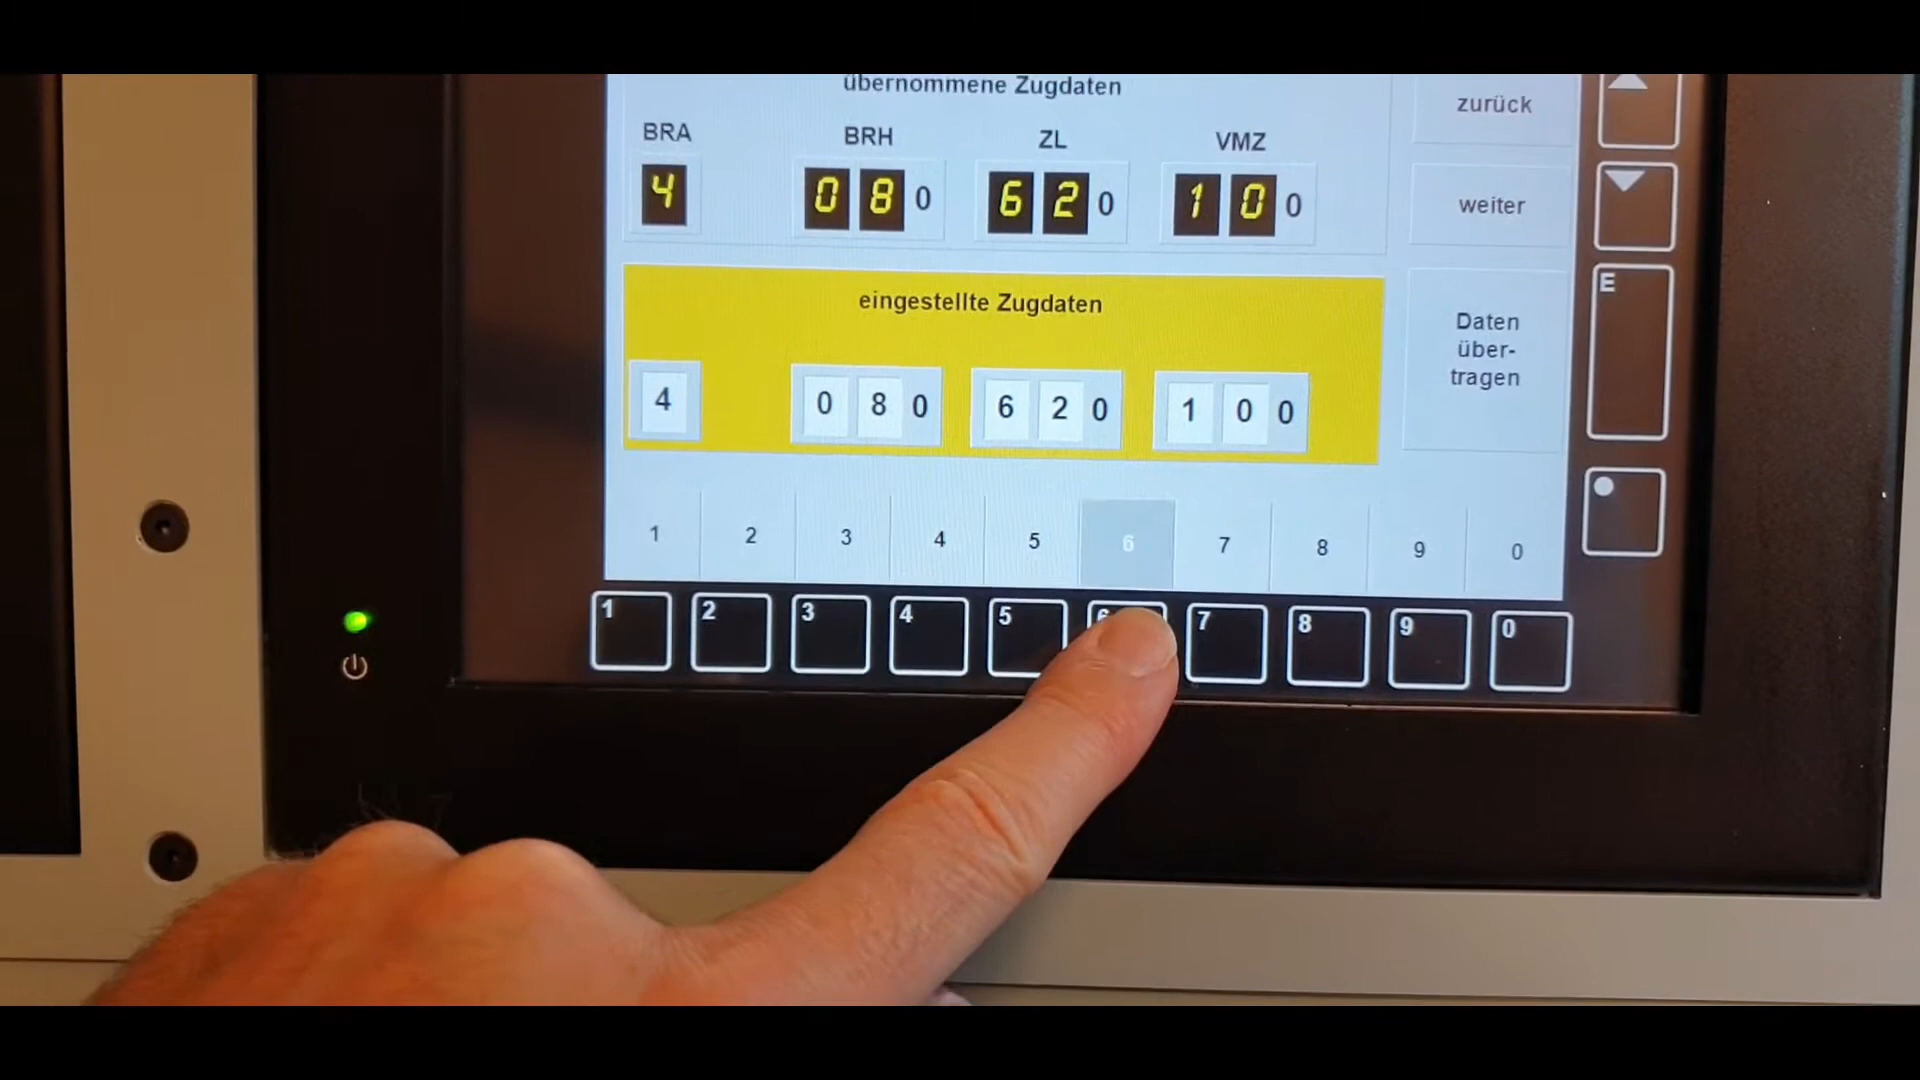 übernommene Zugdaten
zurück
BRA BRH ZL VMZ
4 080 620 100
weiter
eingestellte Zugdaten
E
Daten
über-
tragen
4 080 620 100
1 2 3 4 5 6 7 8 9 0
1 2 3 4 5 6 7 8 9 0